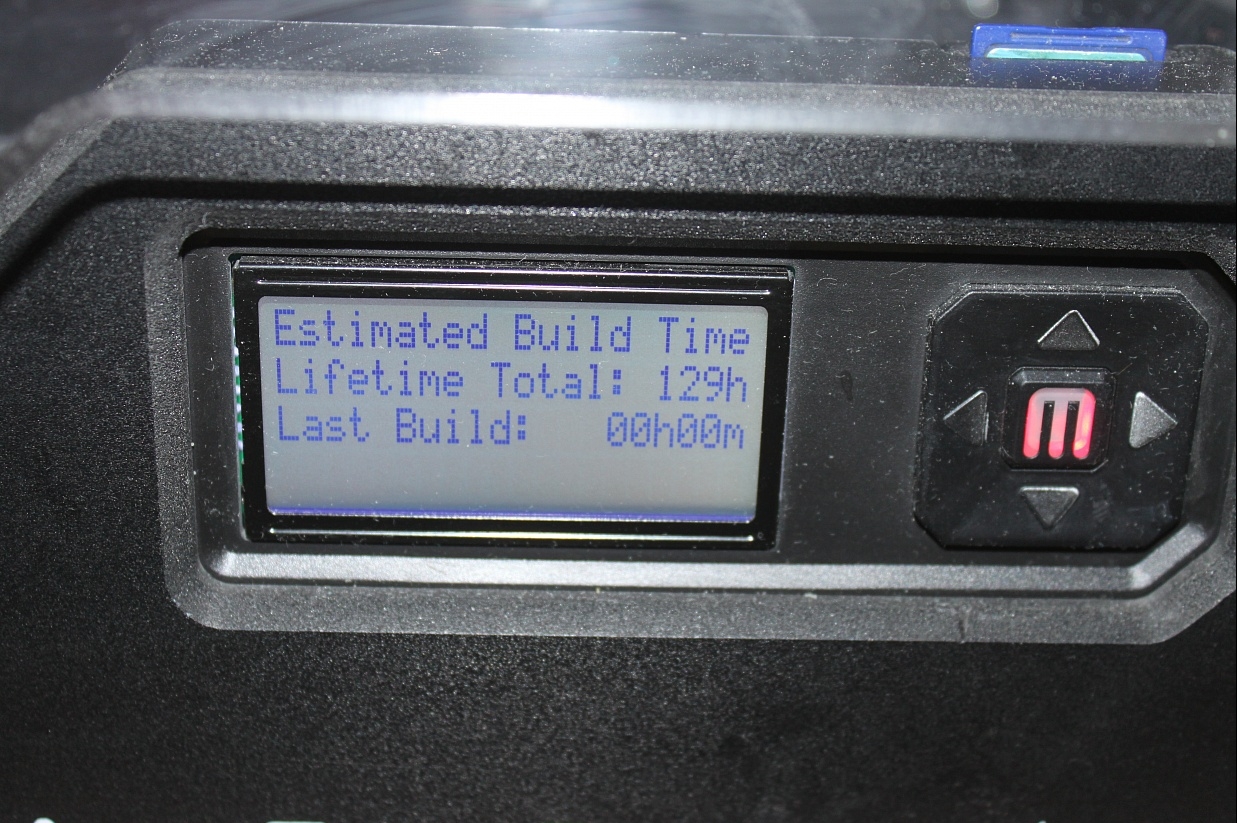 Estimated Build Time
Lifetime Total: 129h
Last Build: 00h00m